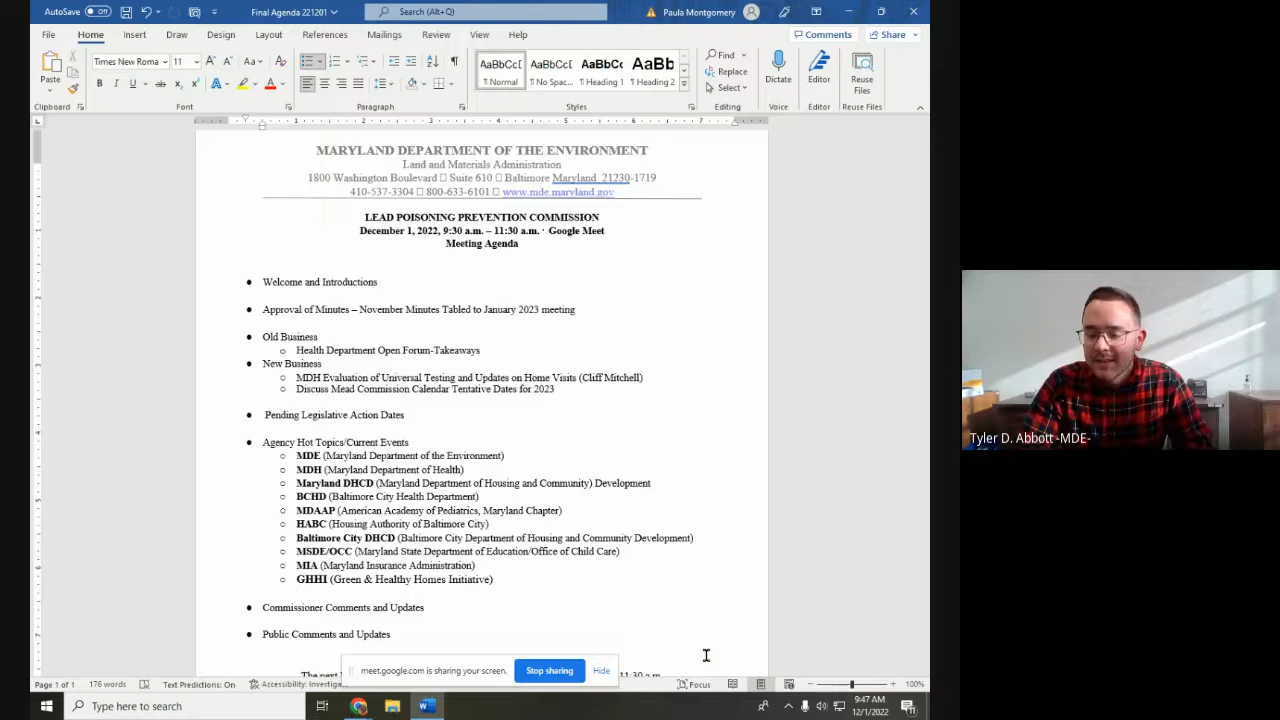 AutoSave Off Final Agenda 221201 Search (Alt+Q) Paula Montgomery
File Home Insert Draw Design Layout References Mailings Review View Help Comments Share
Paste Times New Roma 11 Aa AaBbCcI AaBbCcI AaBbCc AaBb Find Dictate Editor Reuse Files
Replace
B I U ab A Normal No Spac... Heading 1 Heading 2 Select
Clipboard Font Paragraph Styles Editing Voice Editor Reuse Files
MARYLAND DEPARTMENT OF THE ENVIRONMENT
Land and Materials Administration
1800 Washington Boulevard □ Suite 610 □ Baltimore Maryland 21230-1719
410-537-3304 □ 800-633-6101 □ www.mde.maryland.gov
LEAD POISONING PREVENTION COMMISSION
December 1, 2022, 9:30 a.m. – 11:30 a.m. · Google Meet
Meeting Agenda
● Welcome and Introductions
● Approval of Minutes – November Minutes Tabled to January 2023 meeting
● Old Business
○ Health Department Open Forum-Takeaways
● New Business
○ MDH Evaluation of Universal Testing and Updates on Home Visits (Cliff Mitchell)
○ Discuss Mead Commission Calendar Tentative Dates for 2023
● Pending Legislative Action Dates
● Agency Hot Topics/Current Events
○ MDE (Maryland Department of the Environment)
○ MDH (Maryland Department of Health)
○ Maryland DHCD (Maryland Department of Housing and Community) Development
○ BCHD (Baltimore City Health Department)
○ MDAAP (American Academy of Pediatrics, Maryland Chapter)
○ HABC (Housing Authority of Baltimore City)
○ Baltimore City DHCD (Baltimore City Department of Housing and Community Development)
○ MSDE/OCC (Maryland State Department of Education/Office of Child Care)
○ MIA (Maryland Insurance Administration)
○ GHHI (Green & Healthy Homes Initiative)
● Commissioner Comments and Updates
● Public Comments and Updates
The next 11:30 a.m.
meet.google.com is sharing your screen. Stop sharing Hide
Page 1 of 1 176 words Text Predictions: On Accessibility: Investiga Focus 100%
Type here to search 9:47 AM
12/1/2022
Tyler D. Abbott -MDE-